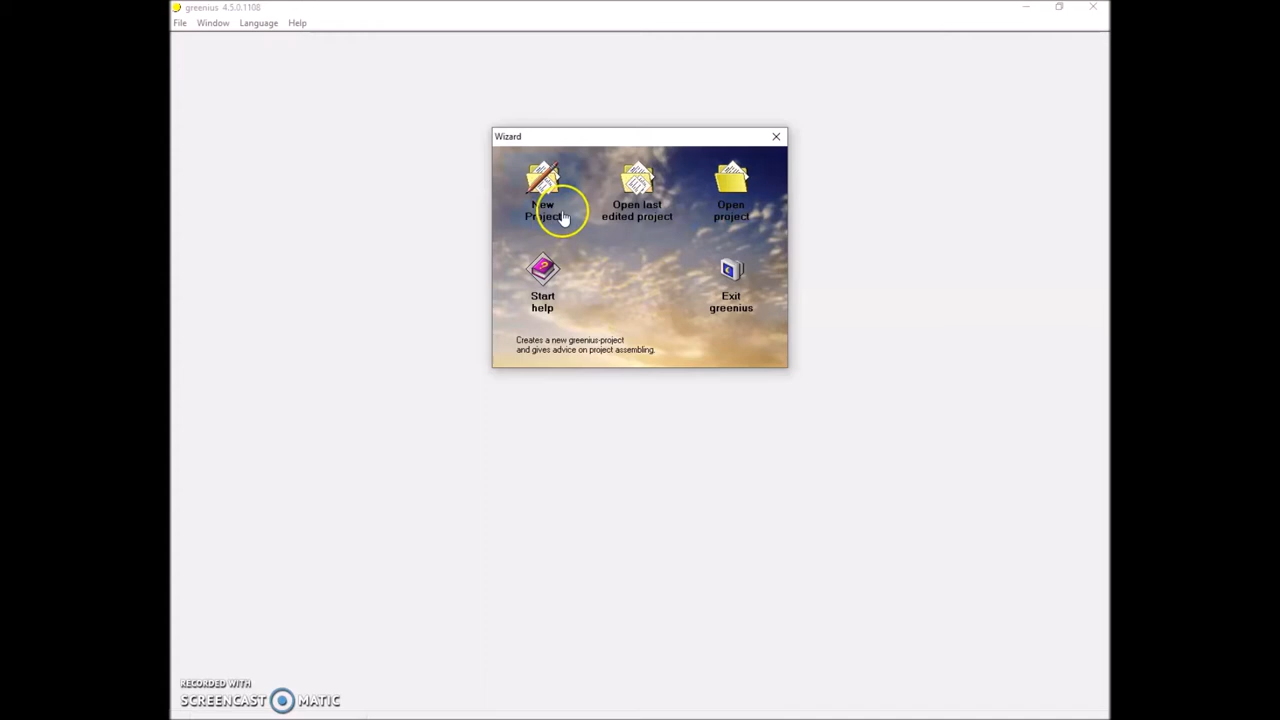 greenius 4.5.0.1108
File Window Language Help
Wizard
New
Project
Open last
edited project
Open
project
Start
help
Exit
greenius
Creates a new greenius-project
and gives advice on project assembling.
RECORDED WITH
SCREENCAST MATIC